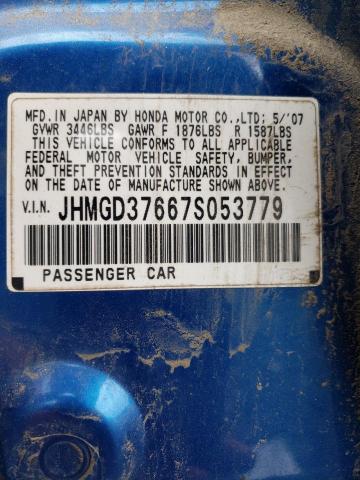 MFD.IN JAPAN BY HONDA MOTOR CO.,LTD; 5/'07
GVWR 3446LBS GAWR F 1876LBS R 1587LBS
THIS VEHICLE CONFORMS TO ALL APPLICABLE
FEDERAL MOTOR VEHICLE SAFETY, BUMPER,
AND THEFT PREVENTION STANDARDS IN EFFECT
ON THE DATE OF MANUFACTURE SHOWN ABOVE.
V.I.N. JHMGD37667S053779
PASSENGER CAR